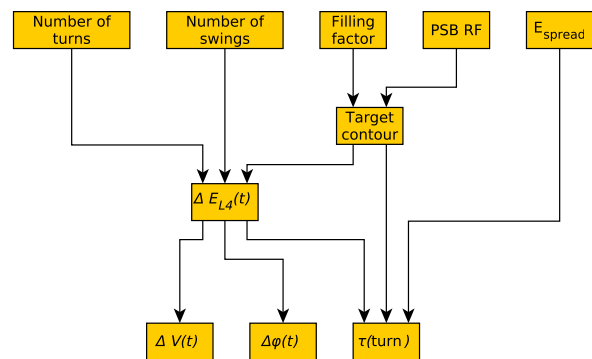 Number of
turns
Number of
swings
Filling
factor
PSB RF
E_spread
Target
contour
Δ E_L4(t)
Δ V(t)
Δφ(t)
τ(turn)